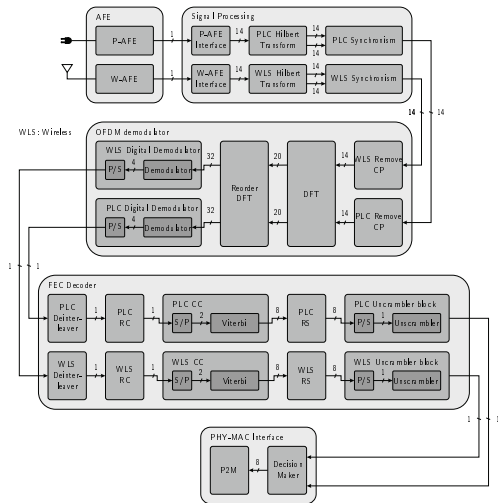 AFE
P-AFE
1
W-AFE
1
Signal Processing
P-AFE
Interface
14
PLC Hilbert
Transform
14
14
PLC Synchronism
W-AFE
Interface
14
WLS Hilbert
Transform
14
14
WLS Synchronism
14
14
WLS: Wireless
OFDM demodulator
WLS Digital Demodulator
P/S
4
Demodulator
32
PLC Digital Demodulator
P/S
4
Demodulator
32
Reorder
DFT
20
20
DFT
14
14
WLS Remove
CP
PLC Remove
CP
1
1
FEC Decoder
PLC
Deinter-
leaver
1
PLC
RC
1
PLC CC
S/P
2
Viterbi
8
PLC
RS
8
PLC Unscrambler block
P/S
1
Unscrambler
WLS
Deinter-
leaver
1
WLS
RC
1
WLS CC
S/P
2
Viterbi
8
WLS
RS
8
WLS Unscrambler block
P/S
1
Unscrambler
1
1
PHY-MAC Interface
P2M
8
Decision
Maker